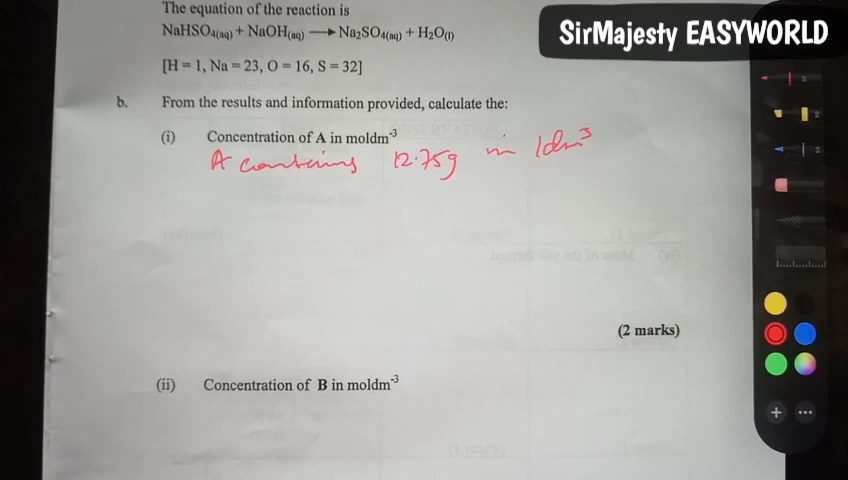 The equation of the reaction is
NaHSO₄(aq) + NaOH(aq) ⟶ Na₂SO₄(aq) + H₂O(l)
[H = 1, Na = 23, O = 16, S = 32]
b. From the results and information provided, calculate the:
(i) Concentration of A in moldm⁻³
A contains 12.75g in 1dm³
(2 marks)
(ii) Concentration of B in moldm⁻³
SirMajesty EASYWORLD